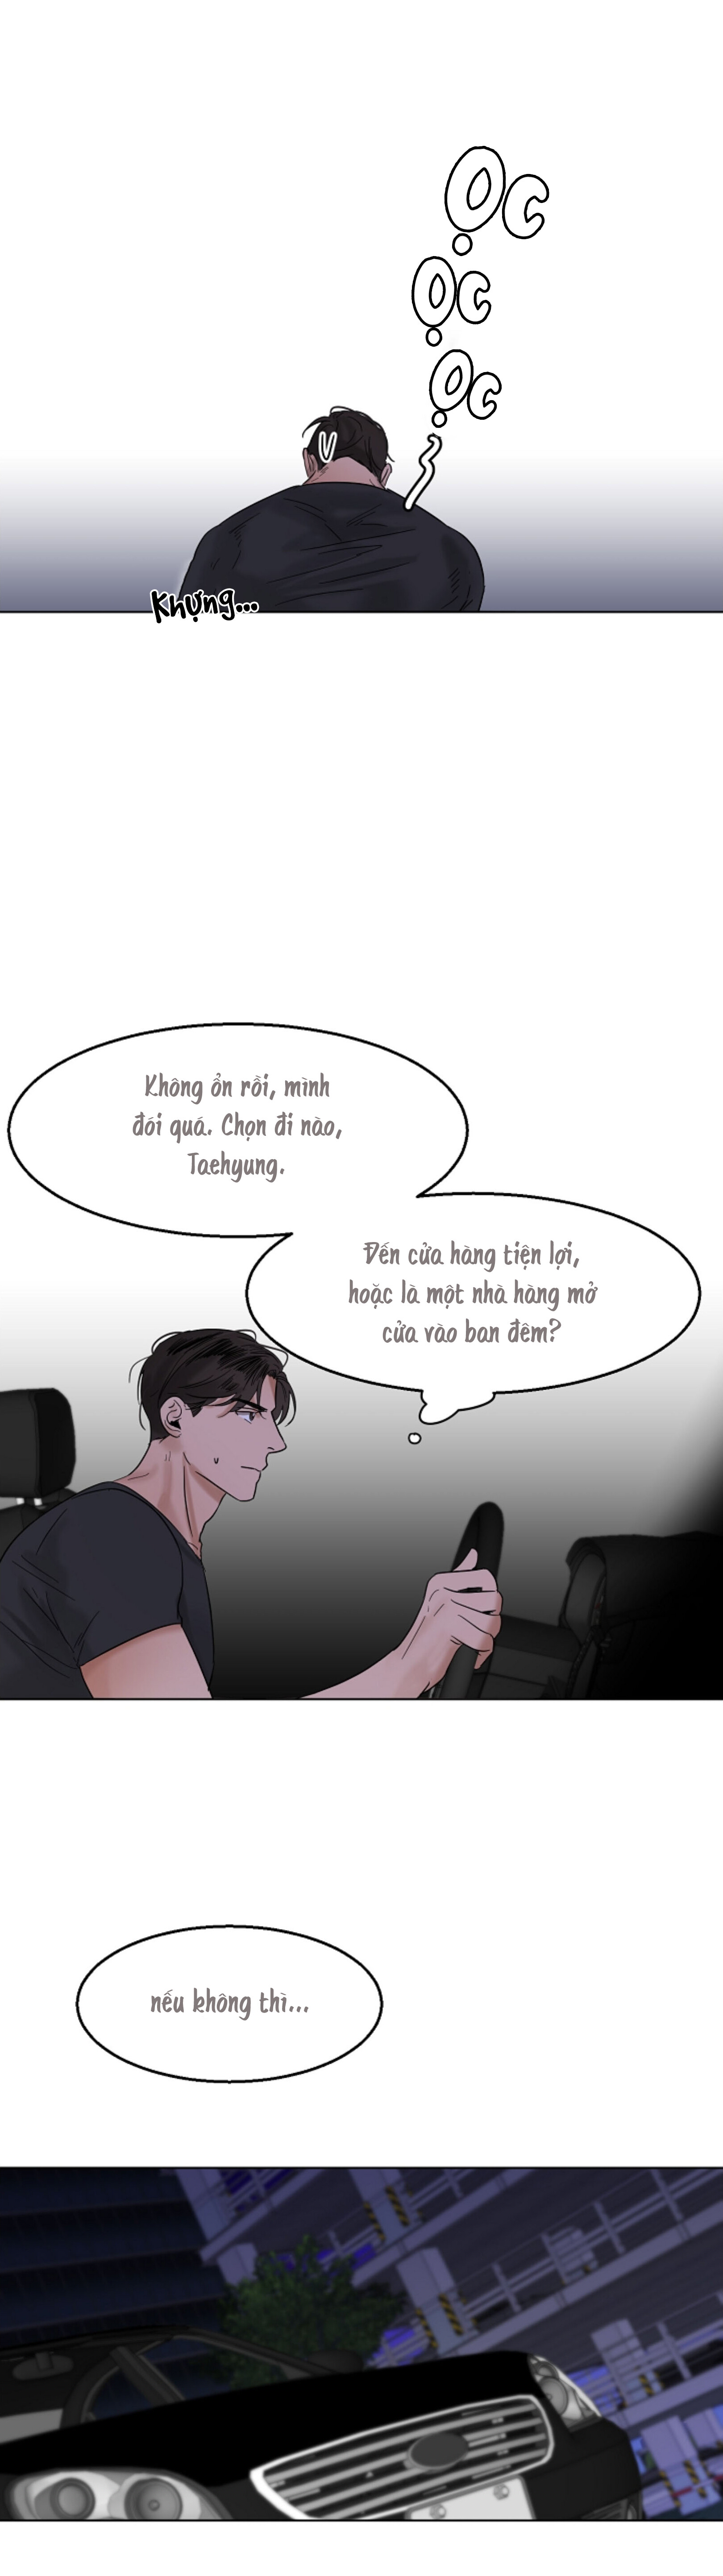 ỌC
ỌC
ỌC
Khựng...
Không ổn rồi, mình
đói quá. Chọn đi nào,
Taehyung.
Đến cửa hàng tiện lợi,
hoặc là một nhà hàng mở
cửa vào ban đêm?
nếu không thì...